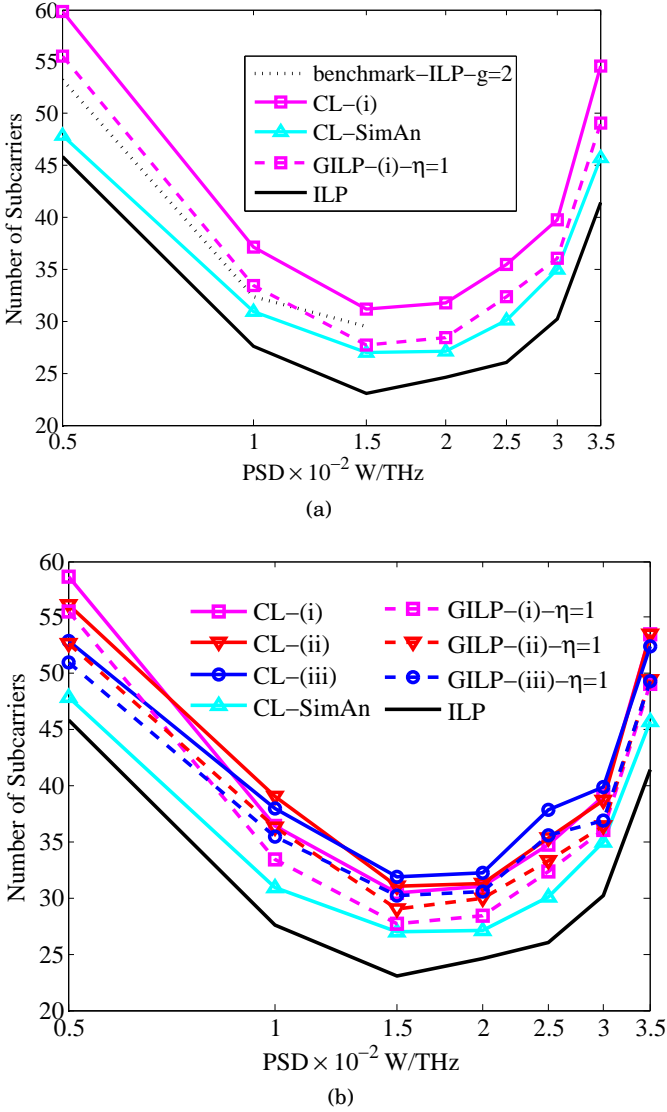 60
55
50
45
40
35
30
25
20
Number of Subcarriers
benchmark−ILP−g=2
CL−(i)
CL−SimAn
GILP−(i)−η=1
ILP
0.5 1 1.5 2 2.5 3 3.5
PSD × 10⁻² W/THz
(a)
60
55
50
45
40
35
30
25
20
Number of Subcarriers
CL−(i)
CL−(ii)
CL−(iii)
CL−SimAn
GILP−(i)−η=1
GILP−(ii)−η=1
GILP−(iii)−η=1
ILP
0.5 1 1.5 2 2.5 3 3.5
PSD × 10⁻² W/THz
(b)